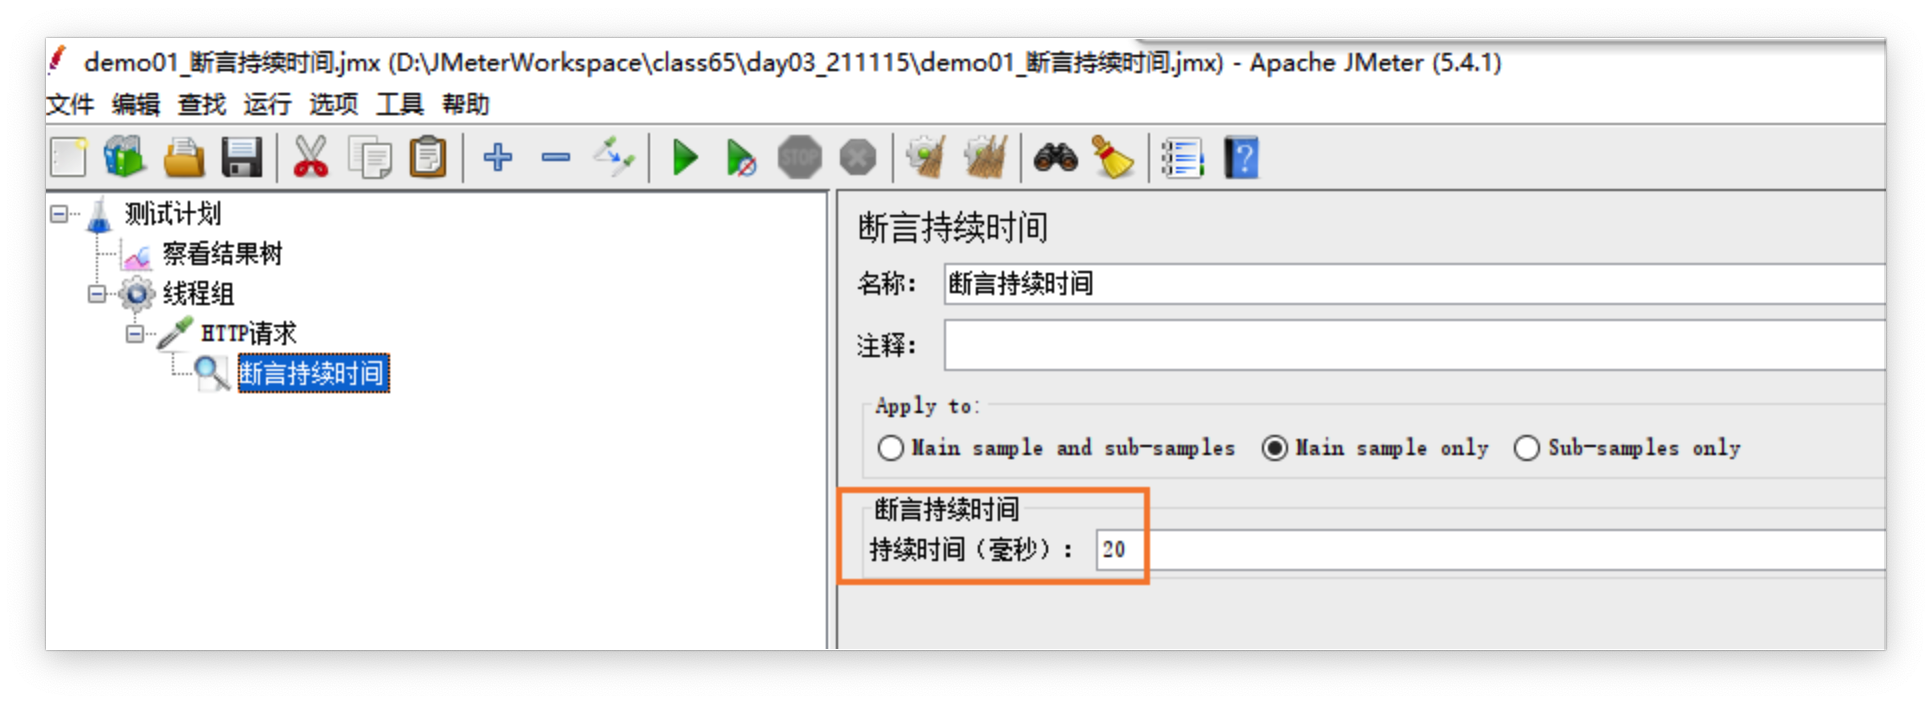 demo01_断言持续时间.jmx (D:\JMeterWorkspace\class65\day03_211115\demo01_断言持续时间.jmx) - Apache JMeter (5.4.1)
文件 编辑 查找 运行 选项 工具 帮助
STOP
测试计划
察看结果树
线程组
HTTP请求
断言持续时间
断言持续时间
名称: 断言持续时间
注释:
Apply to:
Main sample and sub-samples Main sample only Sub-samples only
断言持续时间
持续时间（毫秒）: 20